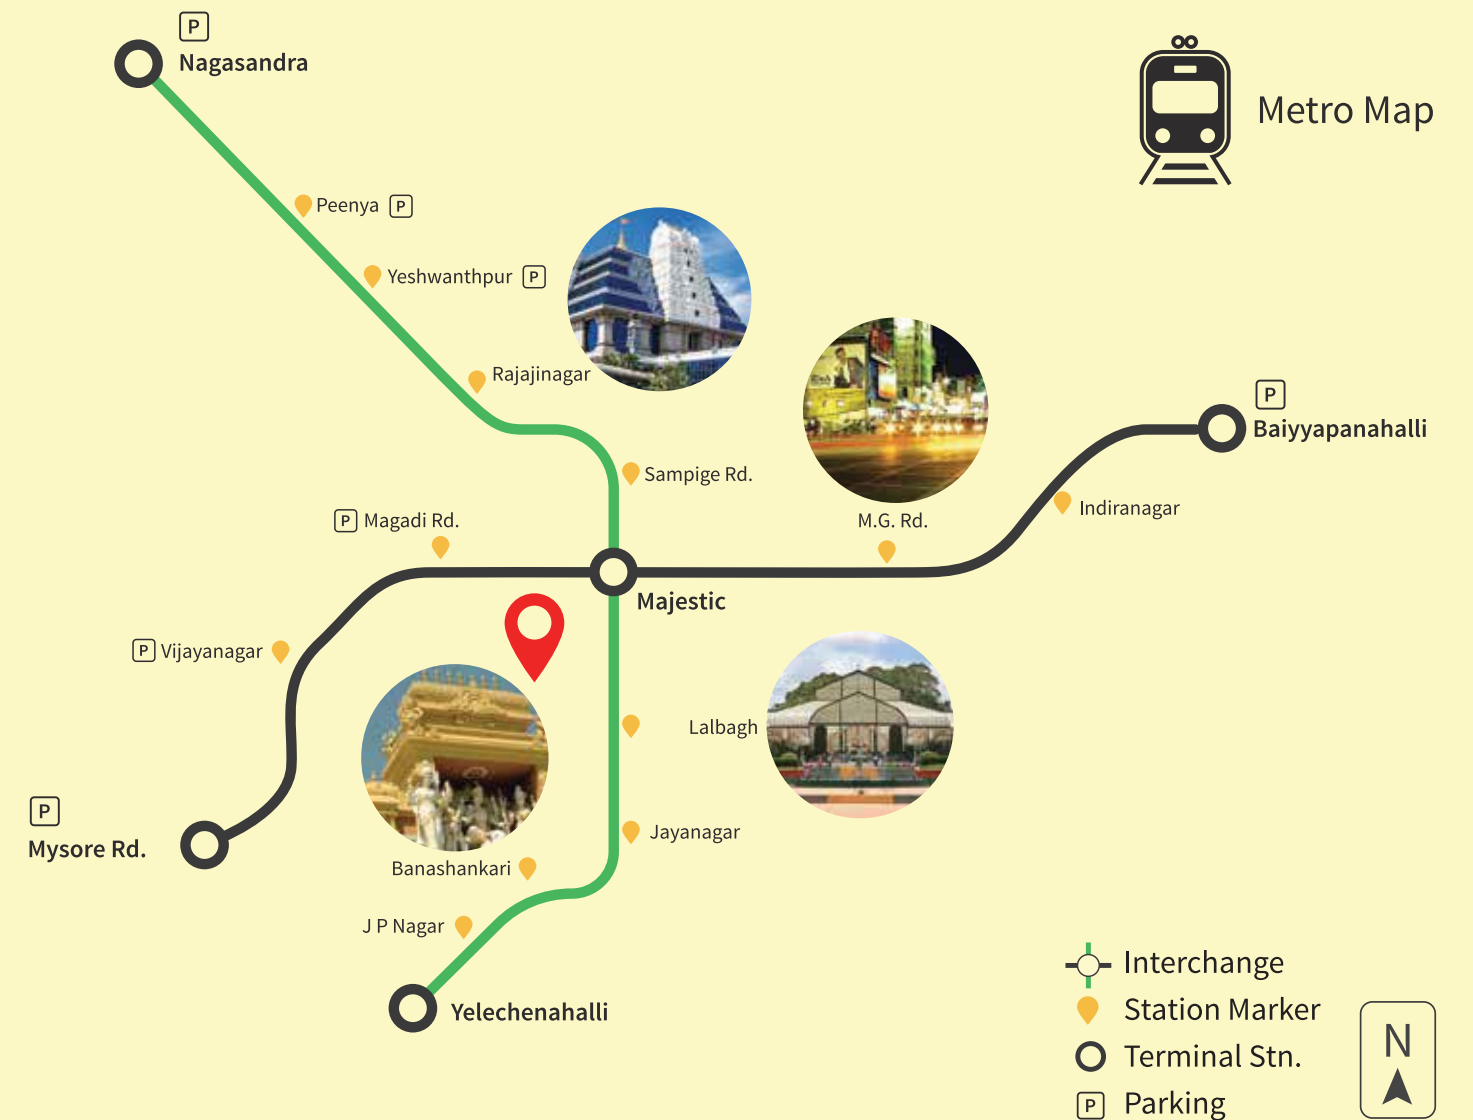 P
Nagasandra
Metro Map
Peenya P
Yeshwanthpur P
Rajajinagar
P
Baiyyapanahalli
Sampige Rd.
Indiranagar
P Magadi Rd.
M.G. Rd.
Majestic
P Vijayanagar
Lalbagh
P
Mysore Rd.
Jayanagar
Banashankari
J P Nagar
Yelechenahalli
Interchange
Station Marker
Terminal Stn.
P Parking
N